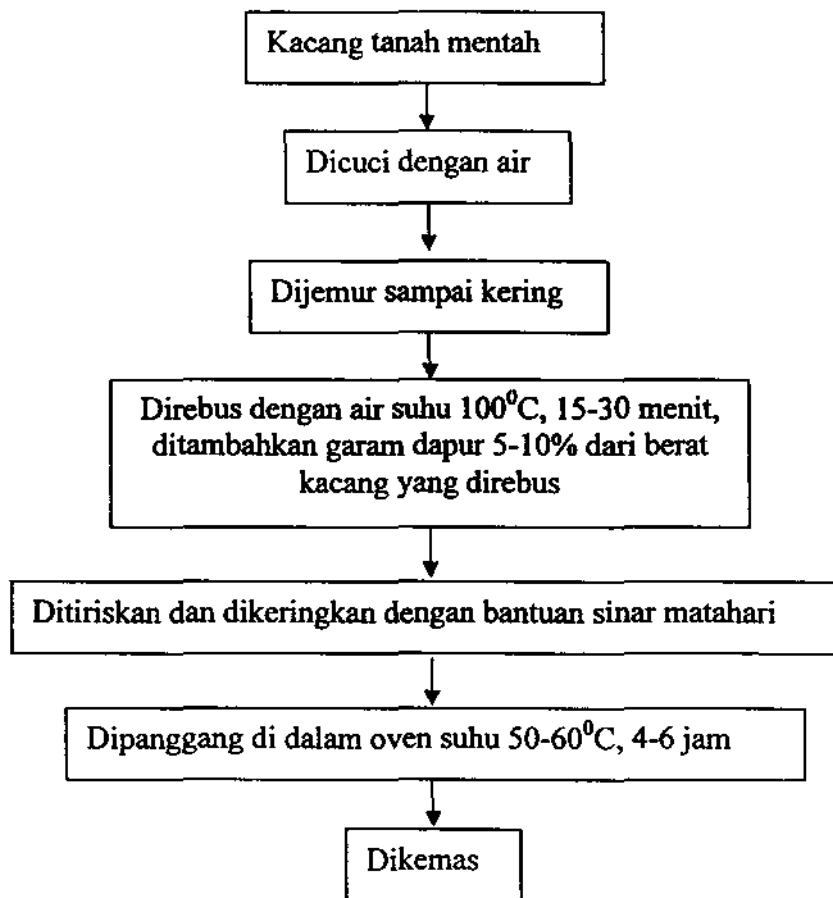 Kacang tanah mentah
Dicuci dengan air
Dijemur sampai kering
Direbus dengan air suhu 100⁰C, 15-30 menit,
ditambahkan garam dapur 5-10% dari berat
kacang yang direbus
Ditiriskan dan dikeringkan dengan bantuan sinar matahari
Dipanggang di dalam oven suhu 50-60⁰C, 4-6 jam
Dikemas